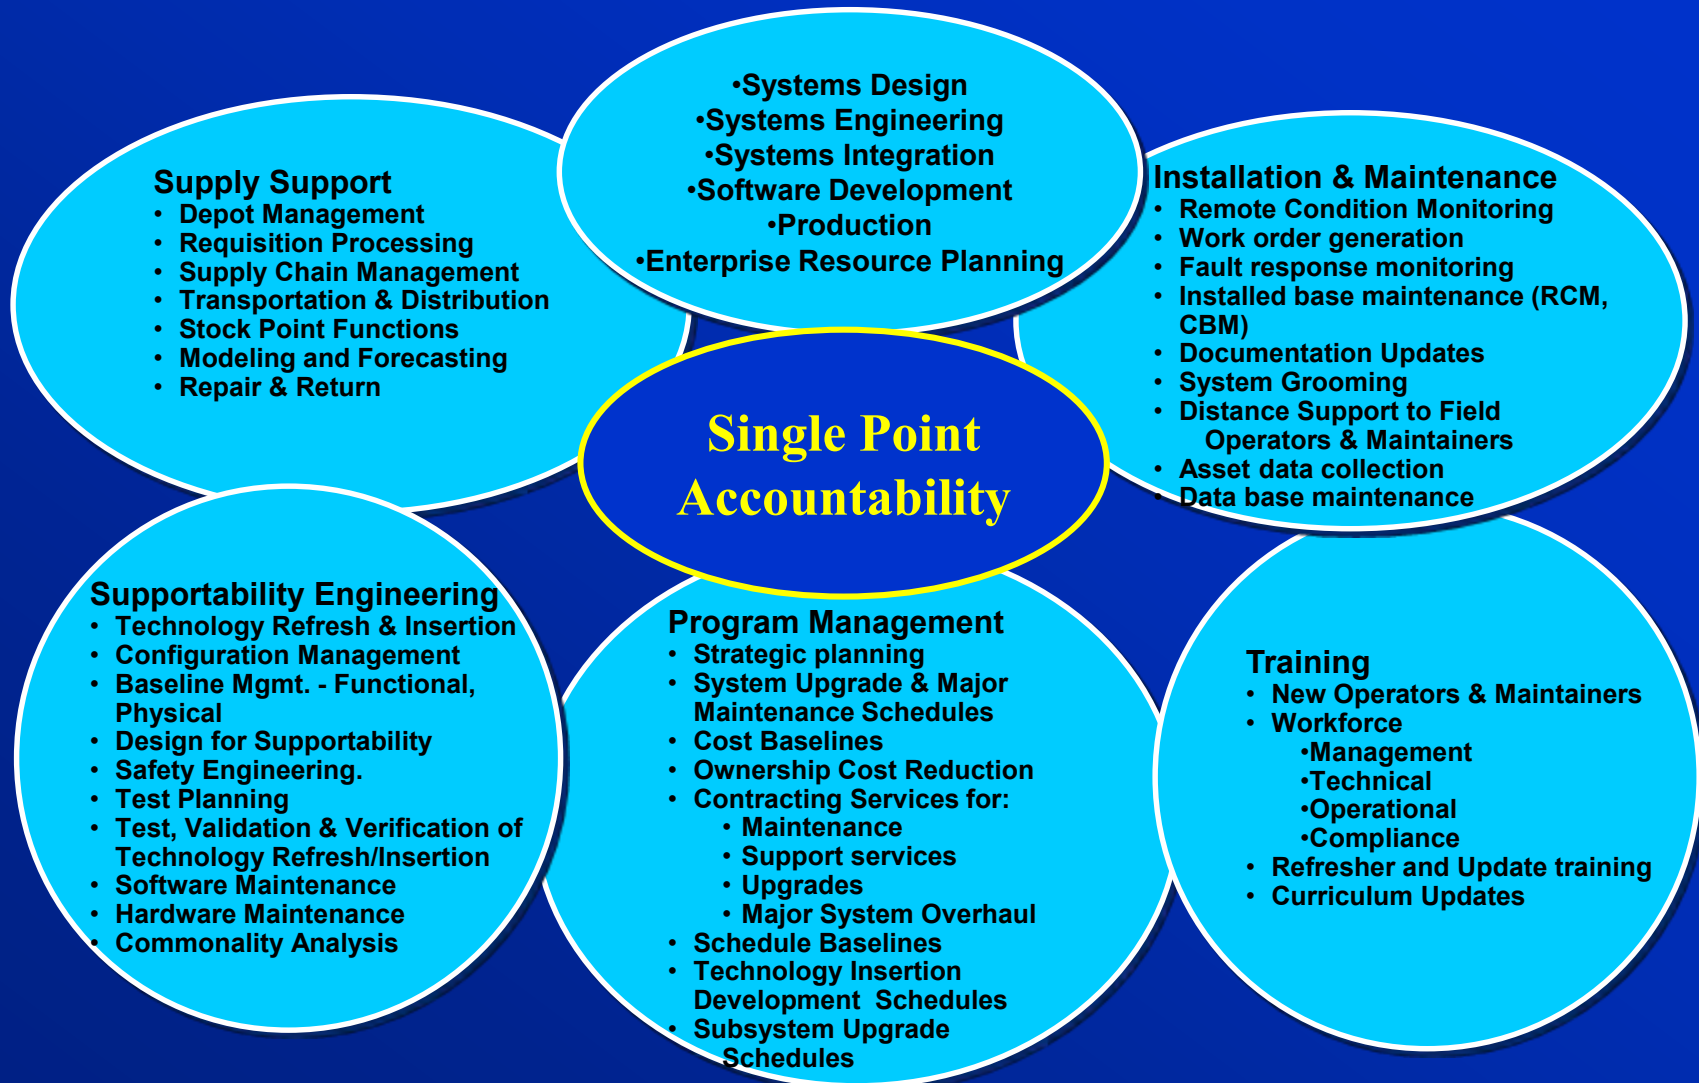 •Systems Design
•Systems Engineering
•Systems Integration
•Software Development
•Production
•Enterprise Resource Planning
Supply Support
• Depot Management
• Requisition Processing
• Supply Chain Management
• Transportation & Distribution
• Stock Point Functions
• Modeling and Forecasting
• Repair & Return
Installation & Maintenance
• Remote Condition Monitoring
• Work order generation
• Fault response monitoring
• Installed base maintenance (RCM,
CBM)
• Documentation Updates
• System Grooming
• Distance Support to Field
Operators & Maintainers
• Asset data collection
• Data base maintenance
Single Point
Accountability
Supportability Engineering
• Technology Refresh & Insertion
• Configuration Management
• Baseline Mgmt. - Functional,
Physical
• Design for Supportability
• Safety Engineering.
• Test Planning
• Test, Validation & Verification of
Technology Refresh/Insertion
• Software Maintenance
• Hardware Maintenance
• Commonality Analysis
Program Management
• Strategic planning
• System Upgrade & Major
Maintenance Schedules
• Cost Baselines
• Ownership Cost Reduction
• Contracting Services for:
• Maintenance
• Support services
• Upgrades
• Major System Overhaul
• Schedule Baselines
• Technology Insertion
Development Schedules
• Subsystem Upgrade
Schedules
Training
• New Operators & Maintainers
• Workforce
•Management
•Technical
•Operational
•Compliance
• Refresher and Update training
• Curriculum Updates